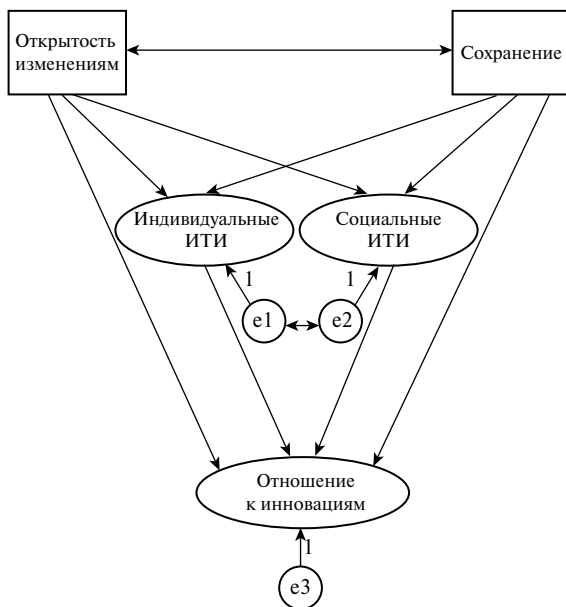 Открытость
изменениям
Сохранение
Индивидуальные
ИТИ
Социальные
ИТИ
1
1
e1
e2
Отношение
к инновациям
1
e3